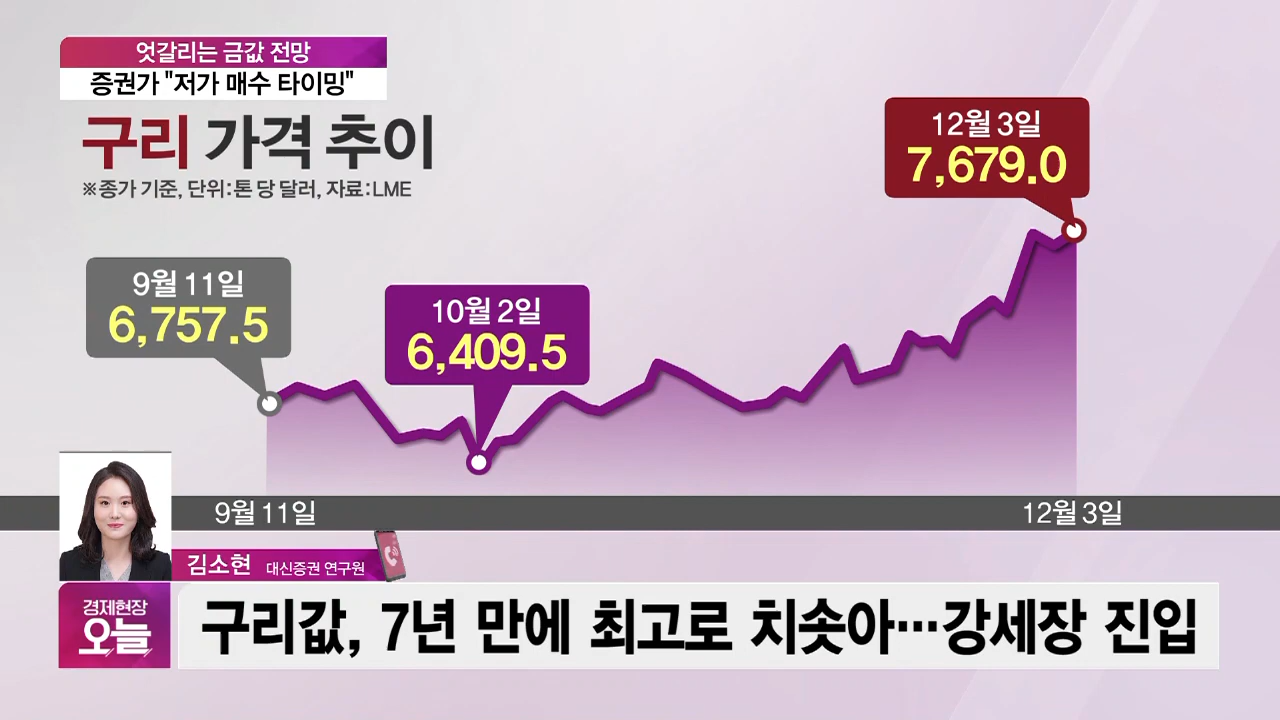 엇갈리는 금값 전망
증권가 "저가 매수 타이밍"
구리 가격 추이
※종가 기준, 단위:톤 당 달러, 자료:LME
12월 3일
7,679.0
9월 11일
6,757.5
10월 2일
6,409.5
9월 11일
12월 3일
김소현 대신증권 연구원
경제현장
오늘
구리값, 7년 만에 최고로 치솟아…강세장 진입